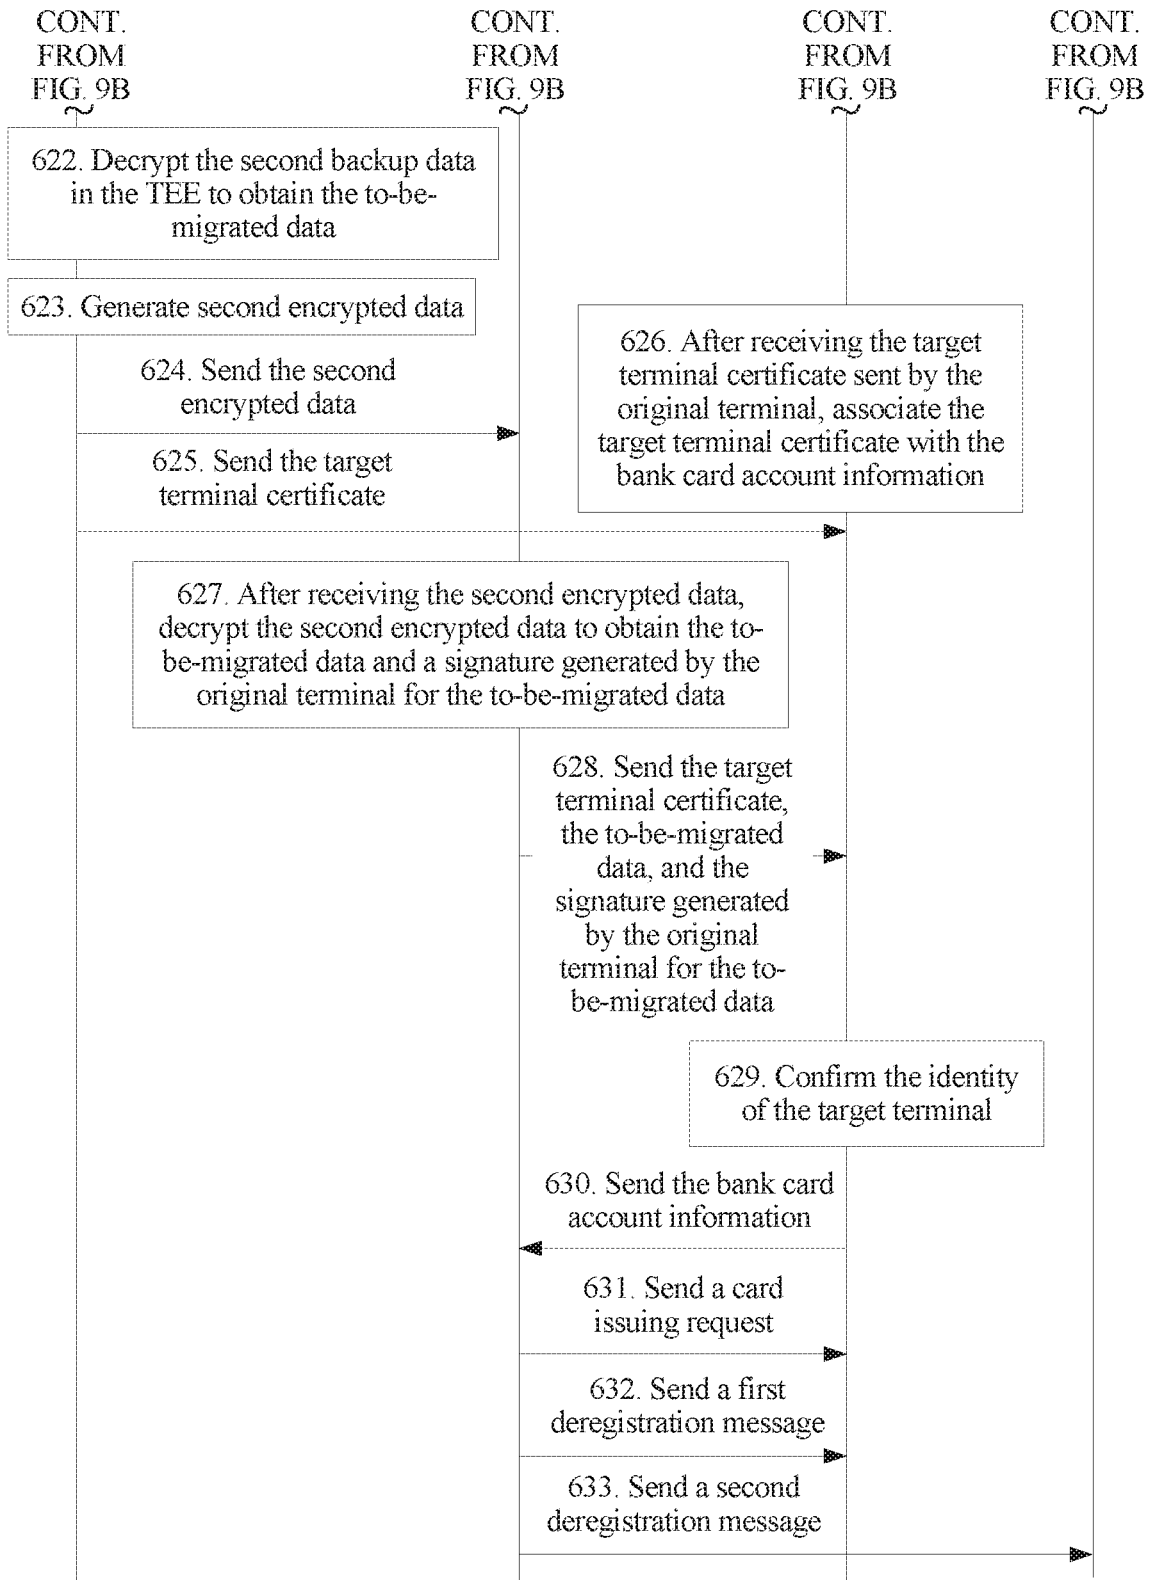 CONT.
FROM
FIG. 9B
CONT.
FROM
FIG. 9B
CONT.
FROM
FIG. 9B
CONT.
FROM
FIG. 9B
622. Decrypt the second backup data
in the TEE to obtain the to-be-
migrated data
623. Generate second encrypted data
624. Send the second
encrypted data
625. Send the target
terminal certificate
626. After receiving the target
terminal certificate sent by the
original terminal, associate the
target terminal certificate with the
bank card account information
627. After receiving the second encrypted data,
decrypt the second encrypted data to obtain the to-
be-migrated data and a signature generated by the
original terminal for the to-be-migrated data
628. Send the target
terminal certificate,
the to-be-migrated
data, and the
signature generated
by the original
terminal for the to-
be-migrated data
629. Confirm the identity
of the target terminal
630. Send the bank card
account information
631. Send a card
issuing request
632. Send a first
deregistration message
633. Send a second
deregistration message